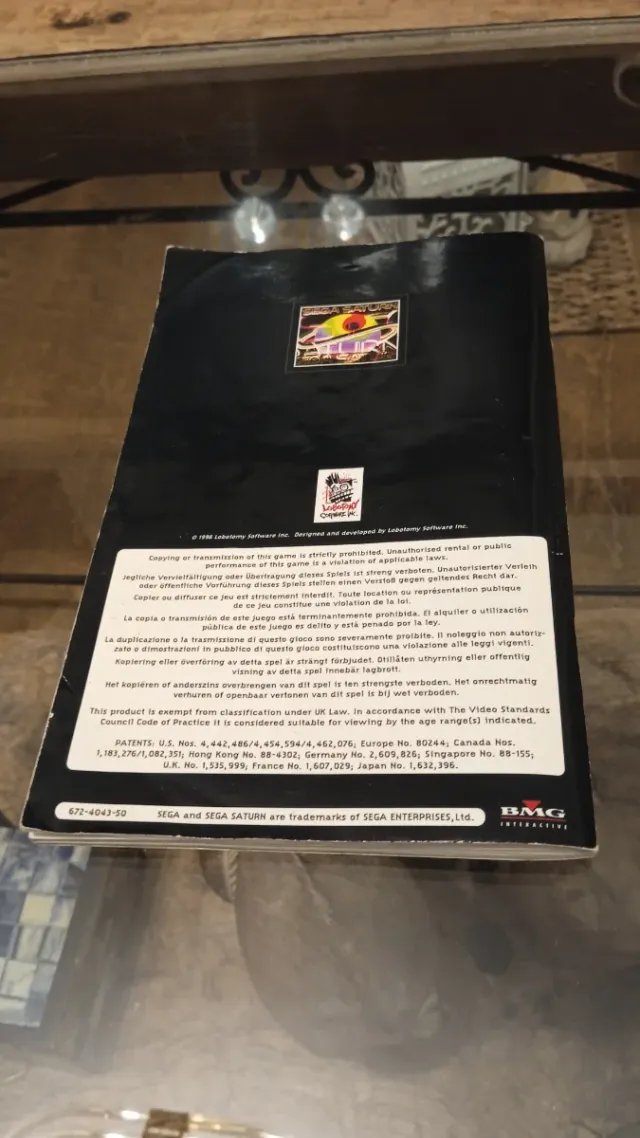 SEGA SATURN
LOBOTOMY
SOFTWARE INC.
© 1996 Lobotomy Software Inc. Designed and developed by Lobotomy Software Inc.
Copying or transmission of this game is strictly prohibited. Unauthorised rental or public
performance of this game is a violation of applicable laws.
Jegliche Vervielfältigung oder Übertragung dieses Spiels ist streng verboten. Unautorisierter Verleih
oder öffentliche Vorführung dieses Spiels stellen einen Verstoß gegen geltendes Recht dar.
Copier ou diffuser ce jeu est strictement interdit. Toute location ou représentation publique
de ce jeu constitue une violation de la loi.
La copia o transmisión de este juego está terminantemente prohibida. El alquiler o utilización
pública de este juego es delito y está penado por la ley.
La duplicazione o la trasmissione di questo gioco sono severamente proibite. Il noleggio non autoriz-
zato o dimostrazioni in pubblico di questo gioco costituiscono una violazione alle leggi vigenti.
Kopiering eller överföring av detta spel är strängt förbjudet. Otillåten uthyrning eller offentlig
visning av detta spel innebär lagbrott.
Het kopiëren of anderszins overbrengen van dit spel is ten strengste verboden. Het onrechtmatig
verhuren of openbaar vertonen van dit spel is bij wet verboden.
This product is exempt from classification under UK Law. In accordance with The Video Standards
Council Code of Practice it is considered suitable for viewing by the age range(s) indicated.
PATENTS: U.S. Nos. 4,442,486/4,454,594/4,462,076; Europe No. 80244; Canada Nos.
1,183,276/1,082,351; Hong Kong No. 88-4302; Germany No. 2,609,826; Singapore No. 88-155;
U.K. No. 1,535,999; France No. 1,607,029; Japan No. 1,632,396.
672-4043-50 SEGA and SEGA SATURN are trademarks of SEGA ENTERPRISES, Ltd.
BMG
INTERACTIVE